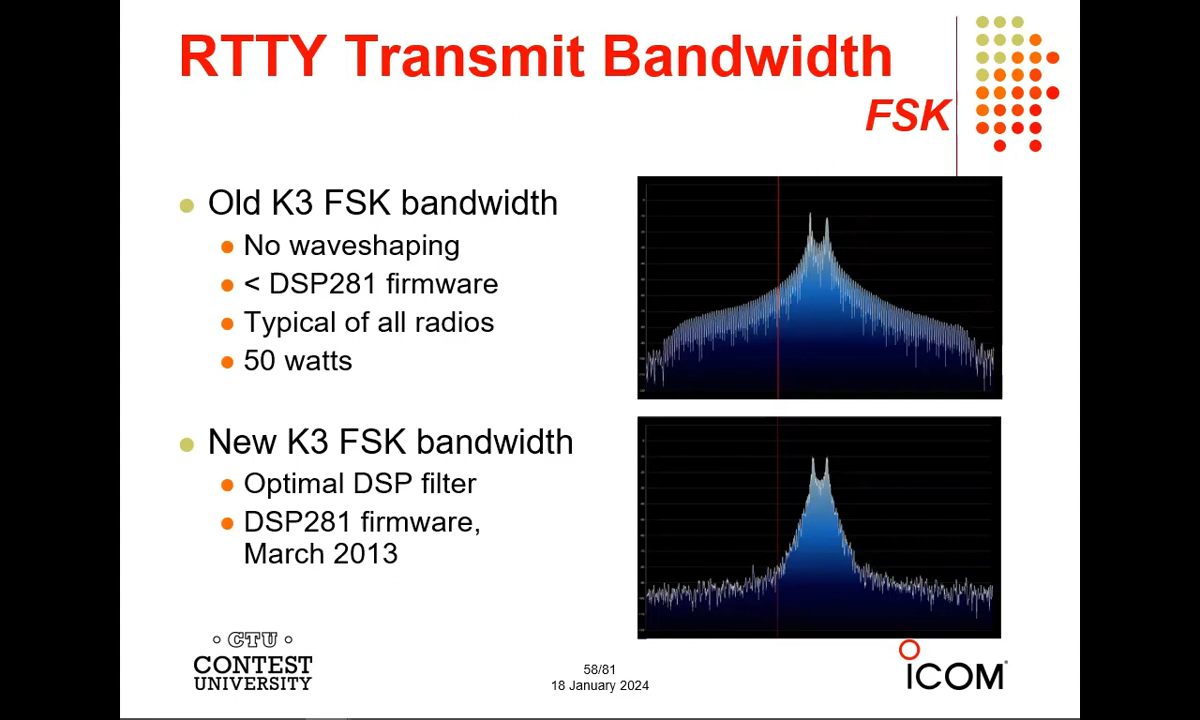 RTTY Transmit Bandwidth
FSK
Old K3 FSK bandwidth
No waveshaping
< DSP281 firmware
Typical of all radios
50 watts
New K3 FSK bandwidth
Optimal DSP filter
DSP281 firmware,
March 2013
CTU
CONTEST
UNIVERSITY
58/81
18 January 2024
ICOM